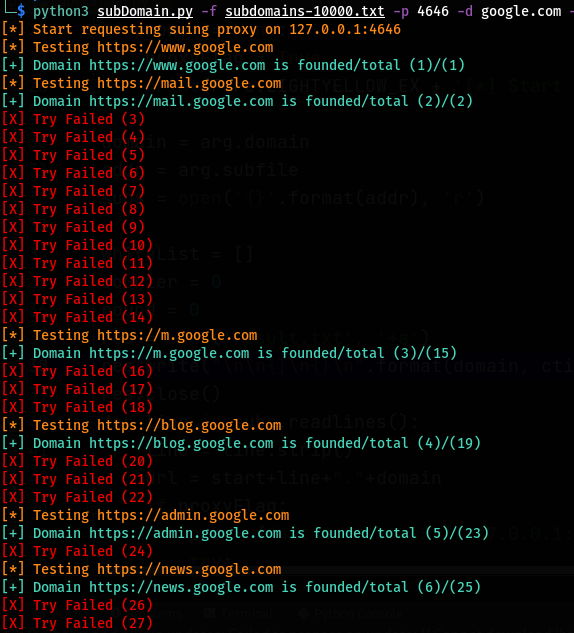 $ python3 subDomain.py -f subdomains-10000.txt -p 4646 -d google.com -
[*] Start requesting suing proxy on 127.0.0.1:4646
[*] Testing https://www.google.com
[+] Domain https://www.google.com is founded/total (1)/(1)
[*] Testing https://mail.google.com
[+] Domain https://mail.google.com is founded/total (2)/(2)
[X] Try Failed (3)
[X] Try Failed (4)
[X] Try Failed (5)
[X] Try Failed (6)
[X] Try Failed (7)
[X] Try Failed (8)
[X] Try Failed (9)
[X] Try Failed (10)
[X] Try Failed (11)
[X] Try Failed (12)
[X] Try Failed (13)
[X] Try Failed (14)
[*] Testing https://m.google.com
[+] Domain https://m.google.com is founded/total (3)/(15)
[X] Try Failed (16)
[X] Try Failed (17)
[X] Try Failed (18)
[*] Testing https://blog.google.com
[+] Domain https://blog.google.com is founded/total (4)/(19)
[X] Try Failed (20)
[X] Try Failed (21)
[X] Try Failed (22)
[*] Testing https://admin.google.com
[+] Domain https://admin.google.com is founded/total (5)/(23)
[X] Try Failed (24)
[*] Testing https://news.google.com
[+] Domain https://news.google.com is founded/total (6)/(25)
[X] Try Failed (26)
[X] Try Failed (27)